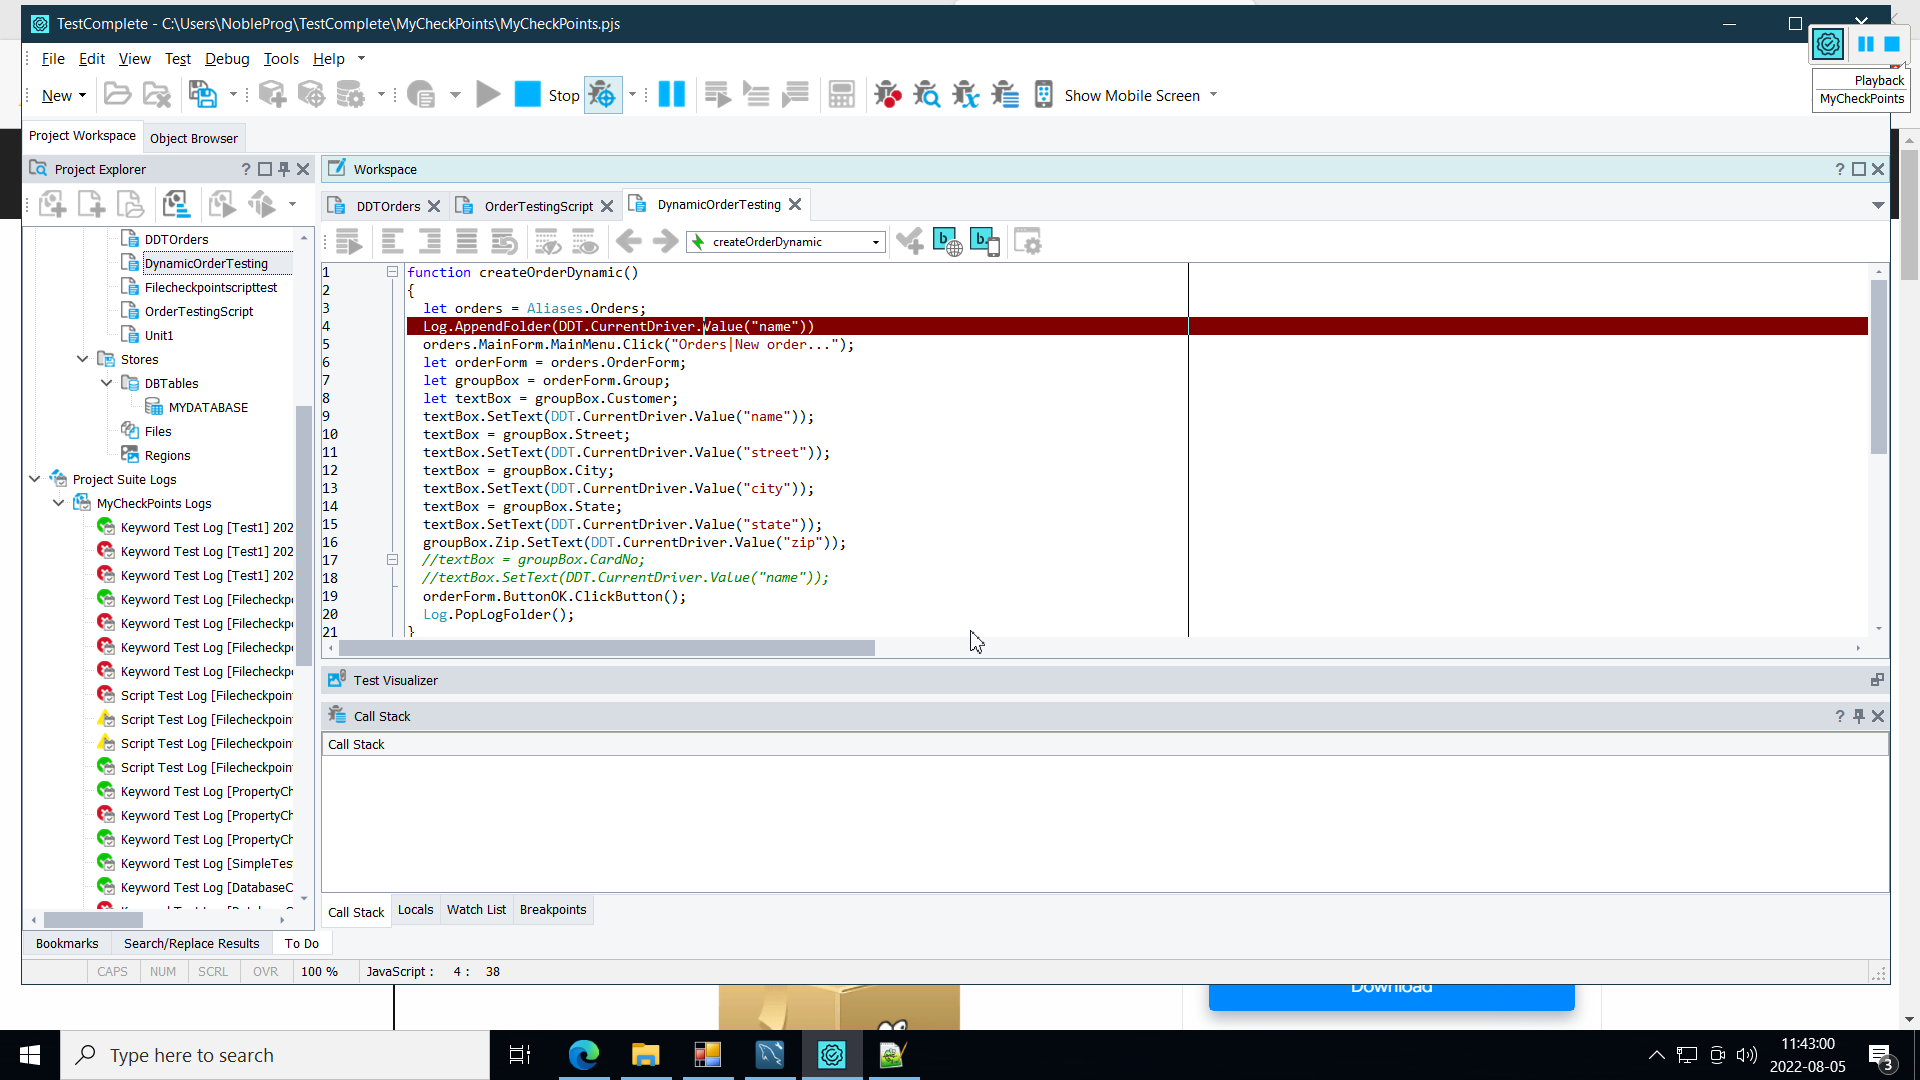 TestComplete - C:\Users\NobleProg\TestComplete\MyCheckPoints\MyCheckPoints.pjs
File Edit View Test Debug Tools Help
New Stop Show Mobile Screen
Playback
MyCheckPoints
Project Workspace Object Browser
Project Explorer
Workspace
DDTOrders OrderTestingScript DynamicOrderTesting
createOrderDynamic
DDTOrders
DynamicOrderTesting
Filecheckpointscripttest
OrderTestingScript
Unit1
Stores
DBTables
MYDATABASE
Files
Regions
Project Suite Logs
MyCheckPoints Logs
Keyword Test Log [Test1] 202
Keyword Test Log [Test1] 202
Keyword Test Log [Test1] 202
Keyword Test Log [Filecheckp
Keyword Test Log [Filecheckp
Keyword Test Log [Filecheckp
Keyword Test Log [Filecheckp
Script Test Log [Filecheckpoin
Script Test Log [Filecheckpoin
Script Test Log [Filecheckpoin
Script Test Log [Filecheckpoin
Keyword Test Log [PropertyCh
Keyword Test Log [PropertyCh
Keyword Test Log [PropertyCh
Keyword Test Log [SimpleTes
Keyword Test Log [DatabaseC
1 function createOrderDynamic()
2 {
3 let orders = Aliases.Orders;
4 Log.AppendFolder(DDT.CurrentDriver.Value("name"))
5 orders.MainForm.MainMenu.Click("Orders|New order...");
6 let orderForm = orders.OrderForm;
7 let groupBox = orderForm.Group;
8 let textBox = groupBox.Customer;
9 textBox.SetText(DDT.CurrentDriver.Value("name"));
10 textBox = groupBox.Street;
11 textBox.SetText(DDT.CurrentDriver.Value("street"));
12 textBox = groupBox.City;
13 textBox.SetText(DDT.CurrentDriver.Value("city"));
14 textBox = groupBox.State;
15 textBox.SetText(DDT.CurrentDriver.Value("state"));
16 groupBox.Zip.SetText(DDT.CurrentDriver.Value("zip"));
17 //textBox = groupBox.CardNo;
18 //textBox.SetText(DDT.CurrentDriver.Value("name"));
19 orderForm.ButtonOK.ClickButton();
20 Log.PopLogFolder();
21 }
Test Visualizer
Call Stack
Call Stack
Call Stack Locals Watch List Breakpoints
Bookmarks Search/Replace Results To Do
CAPS NUM SCRL OVR 100 % JavaScript : 4 : 38
Download
Type here to search
11:43:00
2022-08-05
3